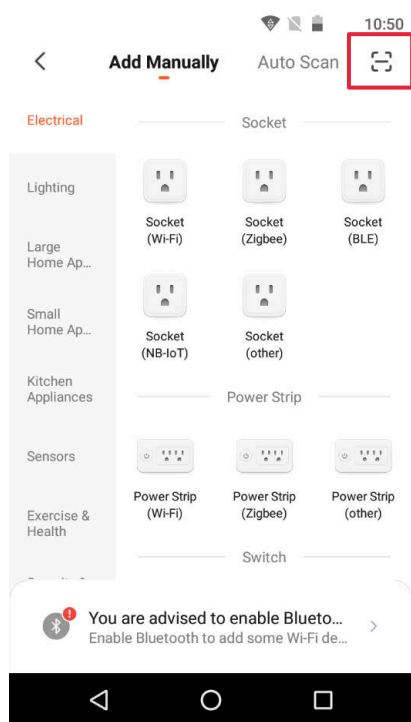 10:50
Add Manually Auto Scan
Electrical
Socket
Lighting
Socket
(Wi-Fi)
Socket
(Zigbee)
Socket
(BLE)
Large
Home Ap...
Small
Home Ap...
Socket
(NB-IoT)
Socket
(other)
Kitchen
Appliances
Power Strip
Sensors
Power Strip
(Wi-Fi)
Power Strip
(Zigbee)
Power Strip
(other)
Exercise &
Health
Switch
You are advised to enable Blueto...
Enable Bluetooth to add some Wi-Fi de...